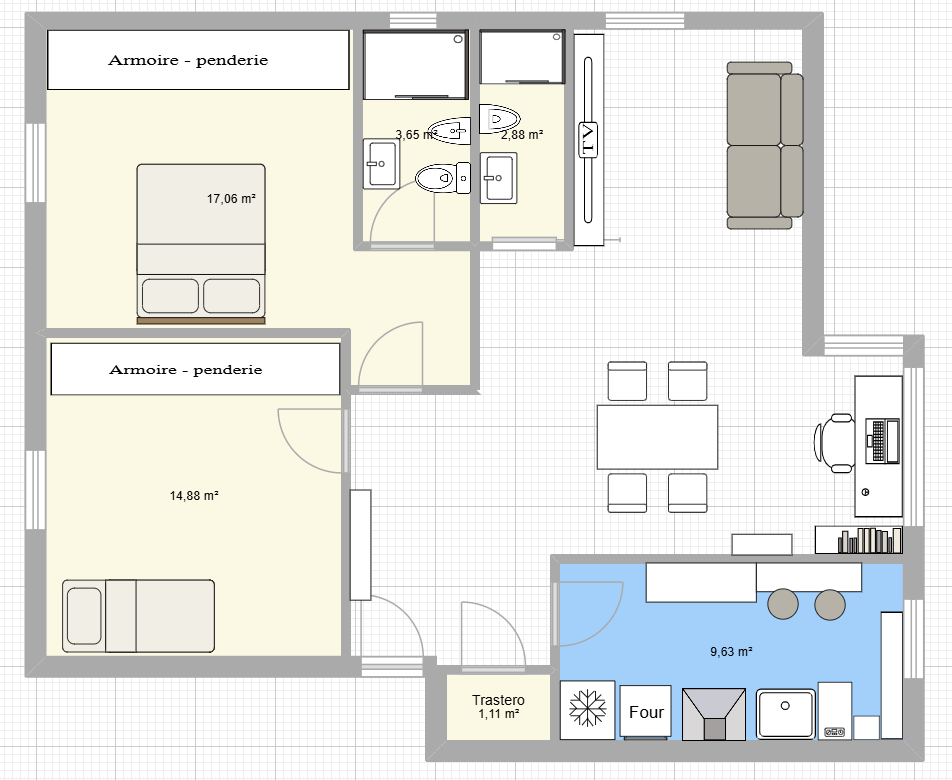 Armoire - penderie
3,65 m²
2,88 m²
TV
17,06 m²
Armoire - penderie
14,88 m²
9,63 m²
Trastero
1,11 m²
Four